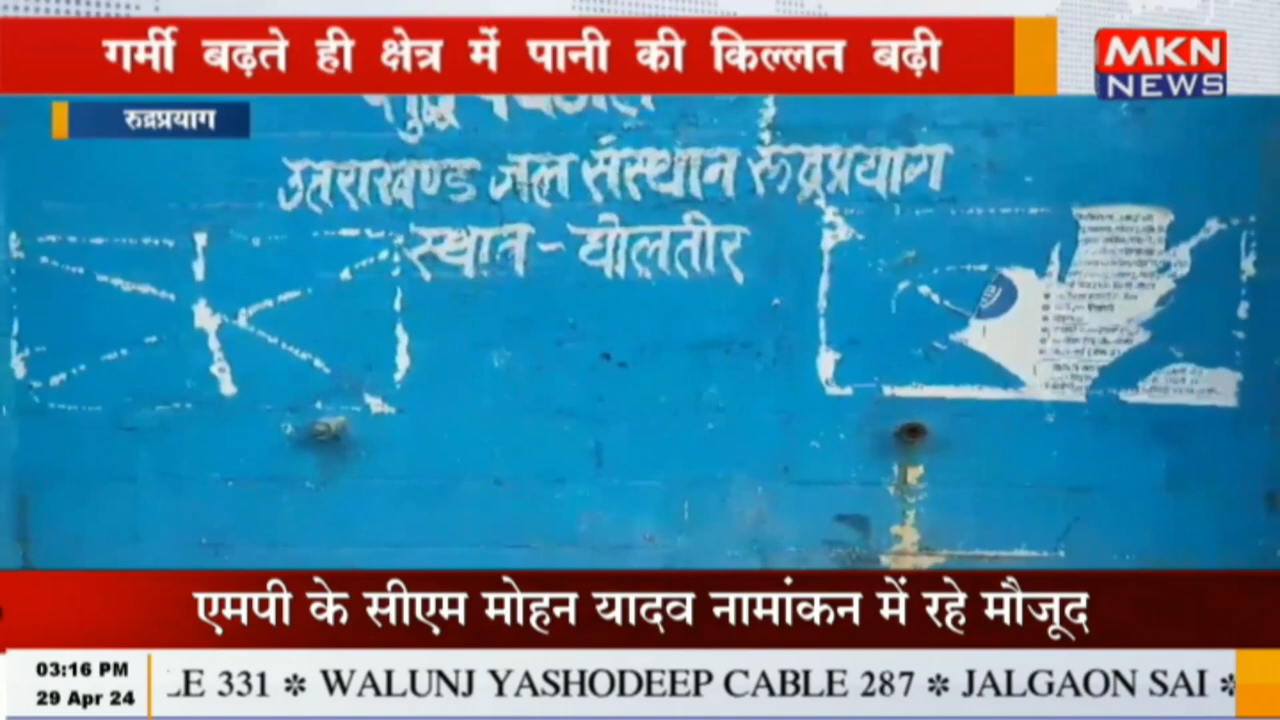 गर्मी बढ़ते ही क्षेत्र में पानी की किल्लत बढ़ी
MKN
NEWS
रुद्रप्रयाग
उत्तराखण्ड जल संस्थान रूद्रप्रयाग
स्थान - घोलतीर
एमपी के सीएम मोहन यादव नामांकन में रहे मौजूद
03:16 PM
29 Apr 24
LE 331 * WALUNJ YASHODEEP CABLE 287 * JALGAON SAI *